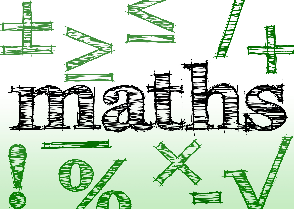 ± ≥ ≤ / +
maths
! − % × = √